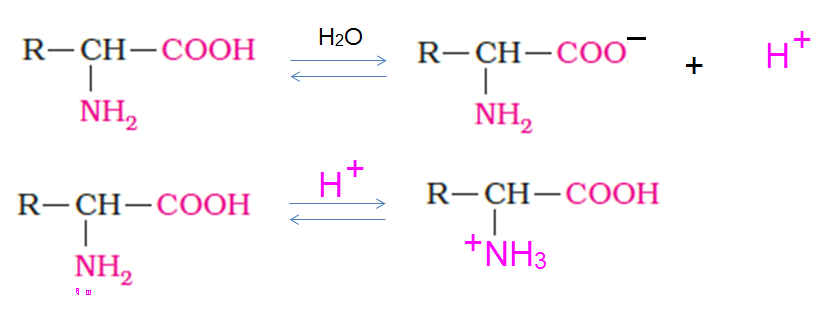 R—CH—COOH H₂O R—CH—COO⁻ + H⁺
NH₂ NH₂
R—CH—COOH H⁺ R—CH—COOH
NH₂ ⁺NH₃